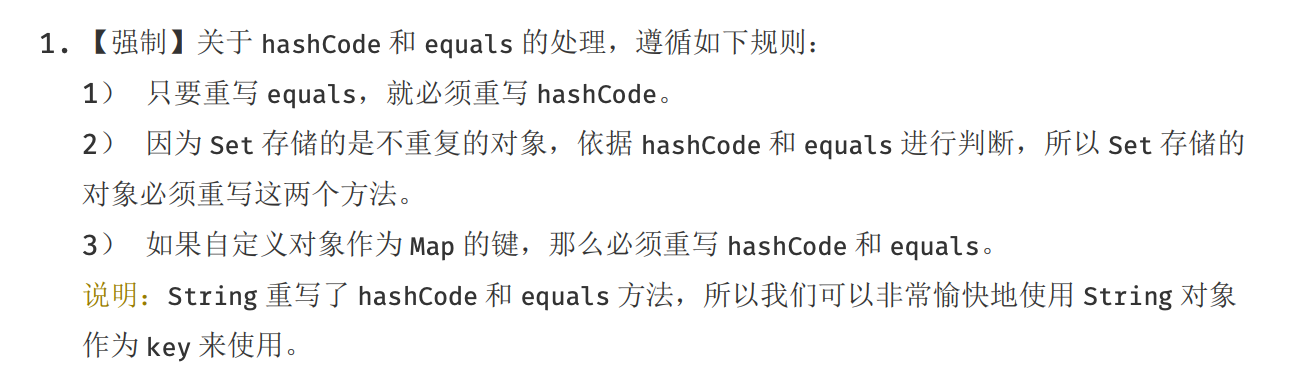 1. 【强制】关于 hashCode 和 equals 的处理，遵循如下规则：
1） 只要重写 equals，就必须重写 hashCode。
2） 因为 Set 存储的是不重复的对象，依据 hashCode 和 equals 进行判断，所以 Set 存储的
对象必须重写这两个方法。
3） 如果自定义对象作为 Map 的键，那么必须重写 hashCode 和 equals。
说明：String 重写了 hashCode 和 equals 方法，所以我们可以非常愉快地使用 String 对象
作为 key 来使用。